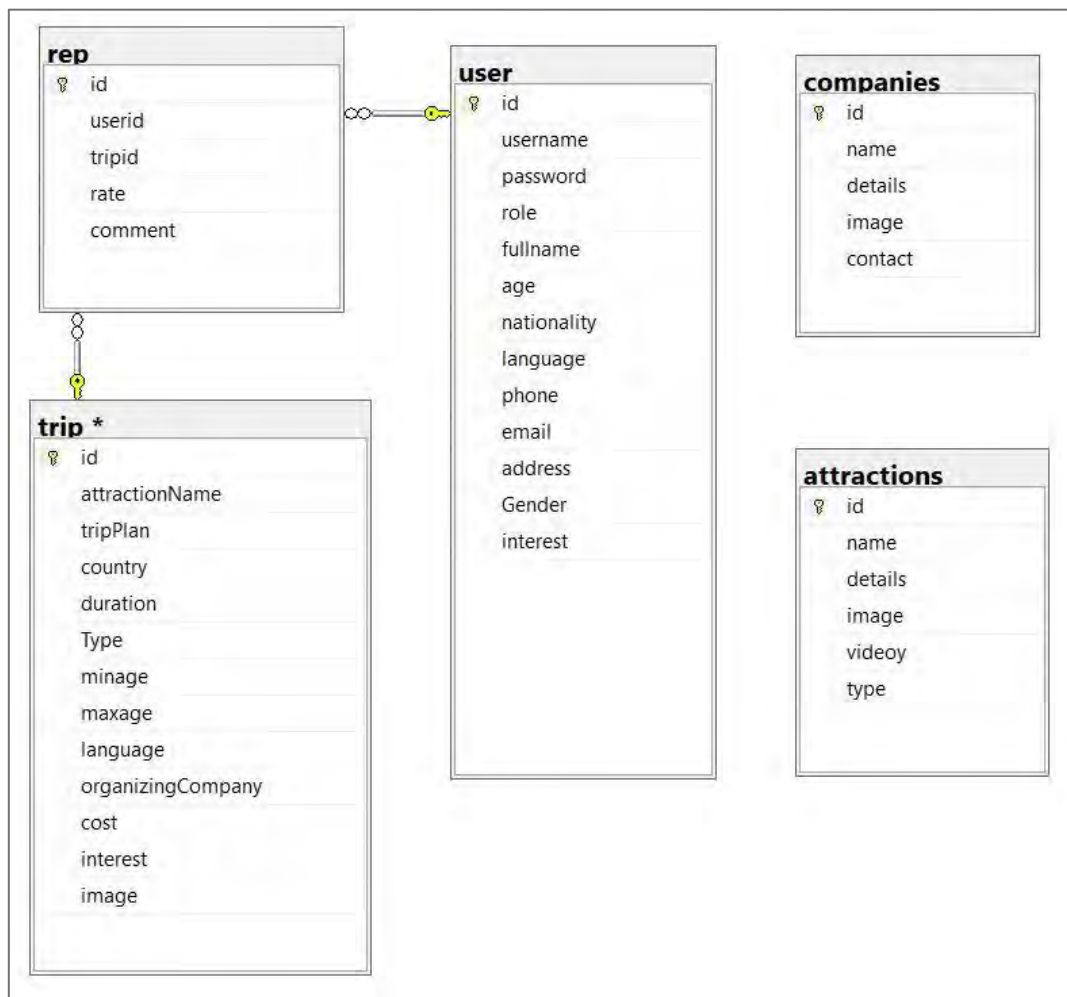 rep
id
userid
tripid
rate
comment
user
id
username
password
role
fullname
age
nationality
language
phone
email
address
Gender
interest
companies
id
name
details
image
contact
trip *
id
attractionName
tripPlan
country
duration
Type
minage
maxage
language
organizingCompany
cost
interest
image
attractions
id
name
details
image
videoy
type